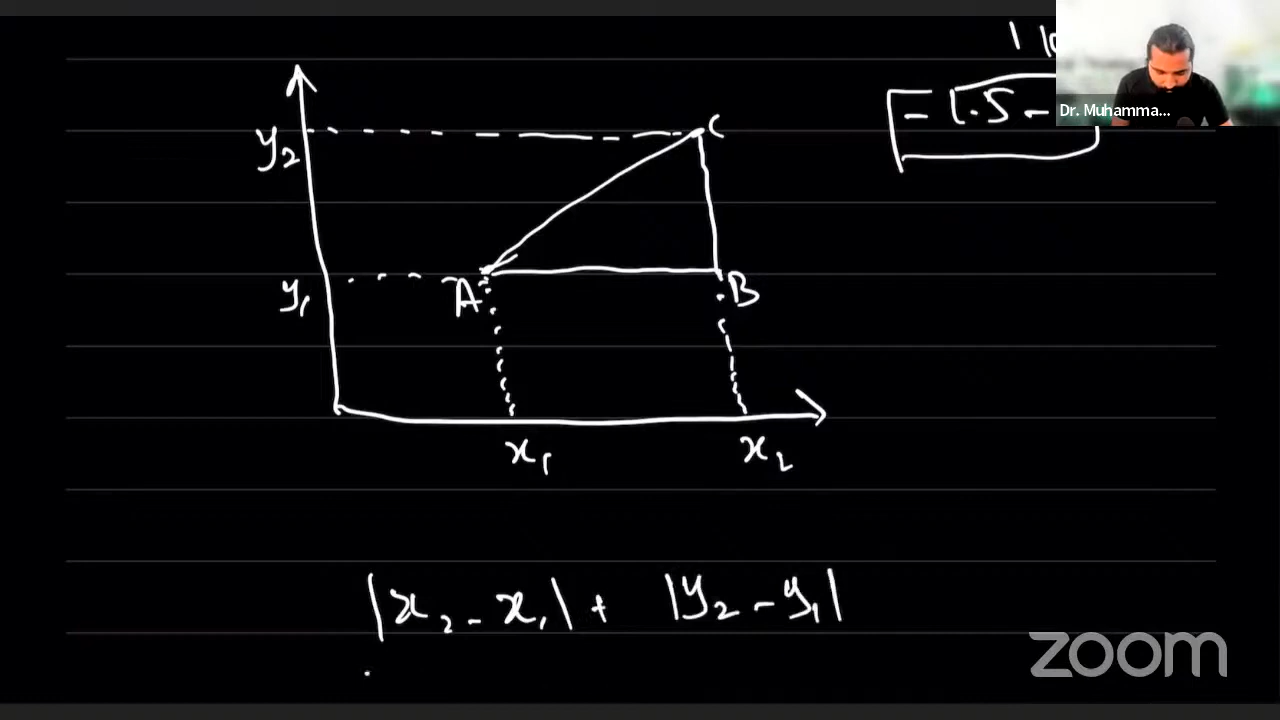 Dr. Muhamma...
= 1.5 -
y₂
C
y₁
A
B
x₁ x₂
|x₂ - x₁| + |y₂ - y₁|
zoom